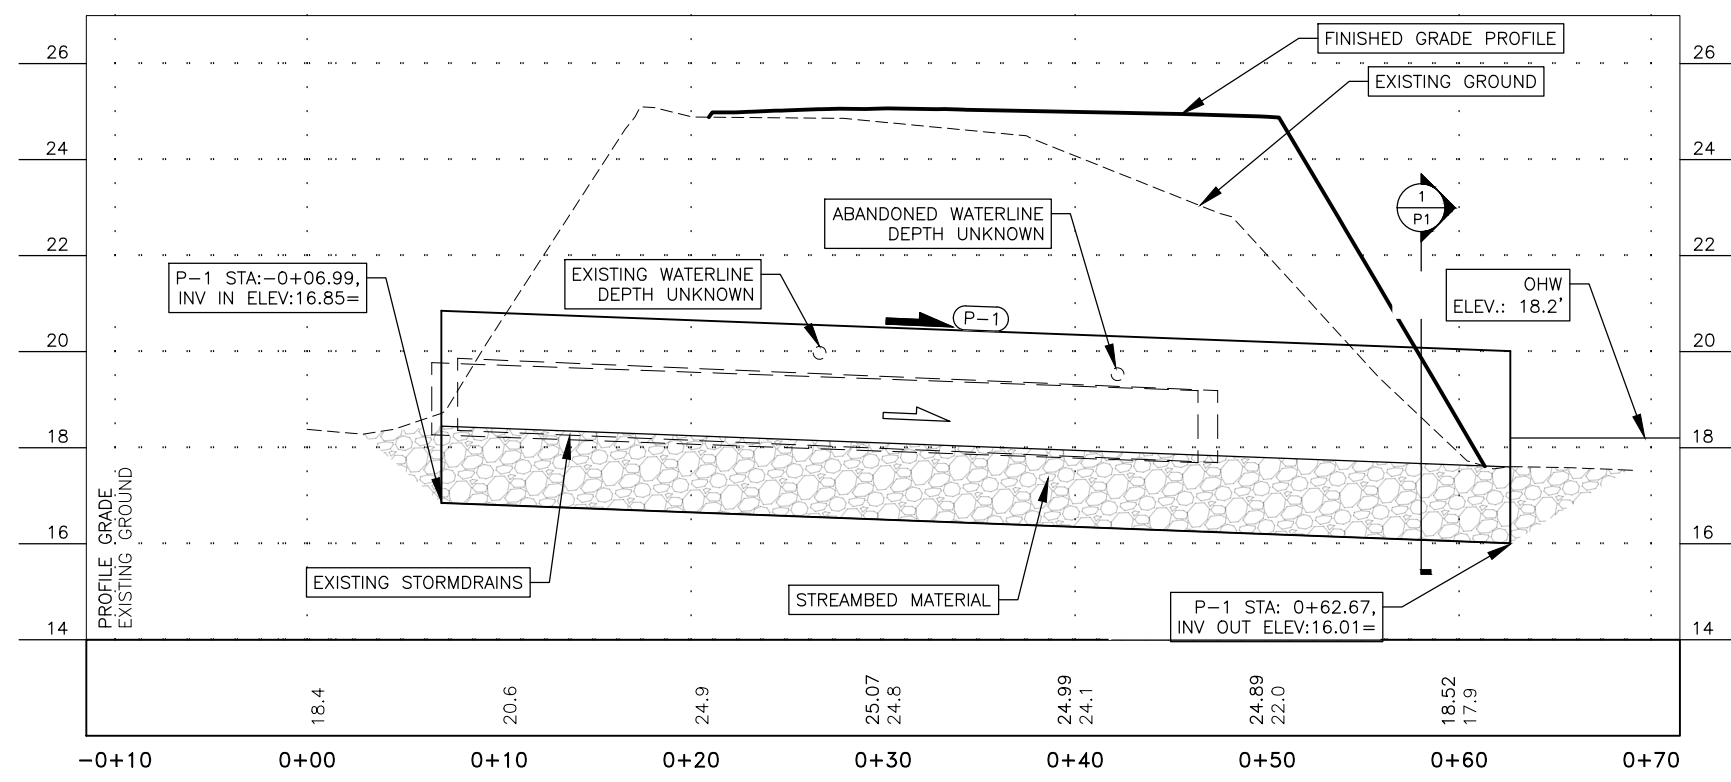 FINISHED GRADE PROFILE
26
26
EXISTING GROUND
24
24
1
P1
ABANDONED WATERLINE
DEPTH UNKNOWN
22
22
EXISTING WATERLINE
DEPTH UNKNOWN
P-1 STA:-0+06.99,
INV IN ELEV:16.85=
OHW
ELEV.: 18.2'
P-1
20
20
18
18
PROFILE GRADE
EXISTING GROUND
16
16
EXISTING STORMDRAINS
STREAMBED MATERIAL
P-1 STA: 0+62.67,
INV OUT ELEV:16.01=
14
14
18.4
20.6
24.9
25.07
24.8
24.99
24.1
24.89
22.0
18.52
17.9
-0+10
0+00
0+10
0+20
0+30
0+40
0+50
0+60
0+70